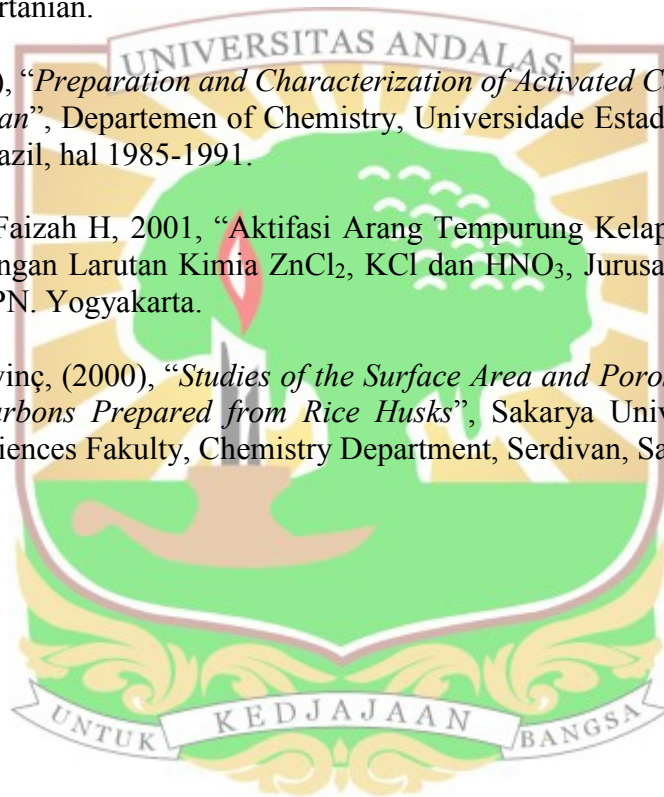 rtanian.
UNIVERSITAS ANDALAS
), “Preparation and Characterization of Activated C
an”, Departemen of Chemistry, Universidade Estad
azil, hal 1985-1991.
Faizah H, 2001, “Aktifasi Arang Tempurung Kelap
ngan Larutan Kimia ZnCl₂, KCl dan HNO₃, Jurusa
PN. Yogyakarta.
vinç, (2000), “Studies of the Surface Area and Poro
arbons Prepared from Rice Husks”, Sakarya Univ
iences Fakulty, Chemistry Department, Serdivan, Sa
UNTUK KEDJAJAAN BANGSA